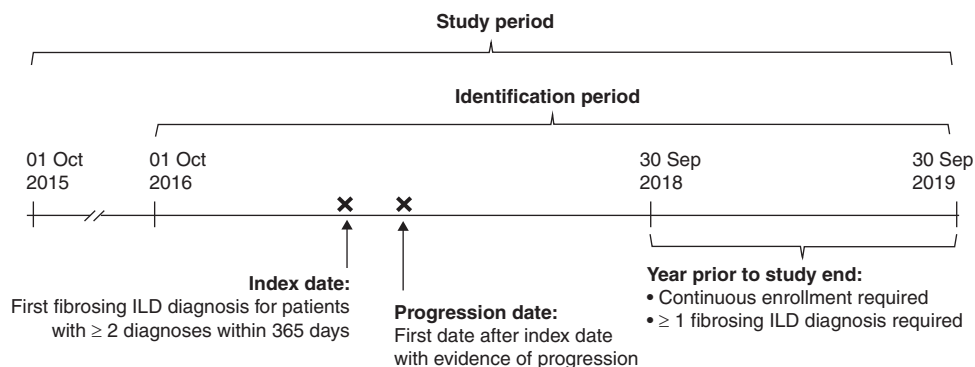 Study period
Identification period
01 Oct
2015
01 Oct
2016
30 Sep
2018
30 Sep
2019
Index date:
First fibrosing ILD diagnosis for patients
with ≥ 2 diagnoses within 365 days
Progression date:
First date after index date
with evidence of progression
Year prior to study end:
• Continuous enrollment required
• ≥ 1 fibrosing ILD diagnosis required